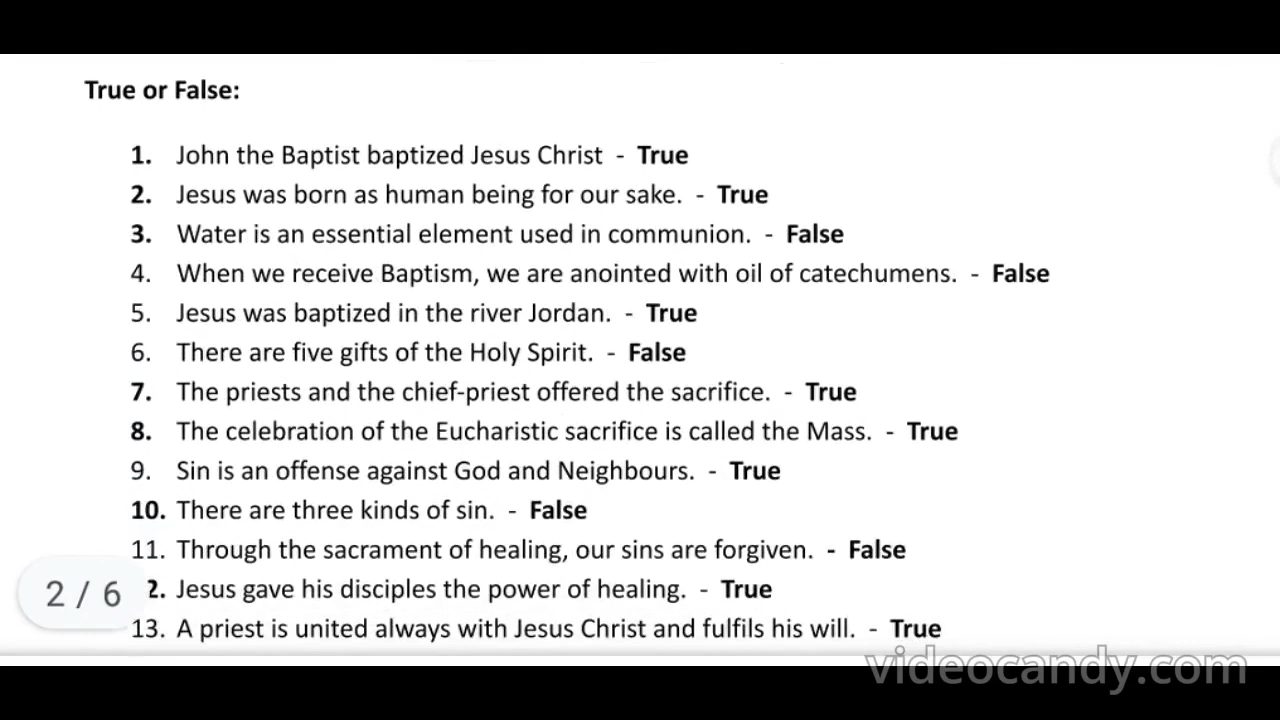 True or False:
1. John the Baptist baptized Jesus Christ - True
2. Jesus was born as human being for our sake. - True
3. Water is an essential element used in communion. - False
4. When we receive Baptism, we are anointed with oil of catechumens. - False
5. Jesus was baptized in the river Jordan. - True
6. There are five gifts of the Holy Spirit. - False
7. The priests and the chief-priest offered the sacrifice. - True
8. The celebration of the Eucharistic sacrifice is called the Mass. - True
9. Sin is an offense against God and Neighbours. - True
10. There are three kinds of sin. - False
11. Through the sacrament of healing, our sins are forgiven. - False
2 / 6 2. Jesus gave his disciples the power of healing. - True
13. A priest is united always with Jesus Christ and fulfils his will. - True
videocandy.com